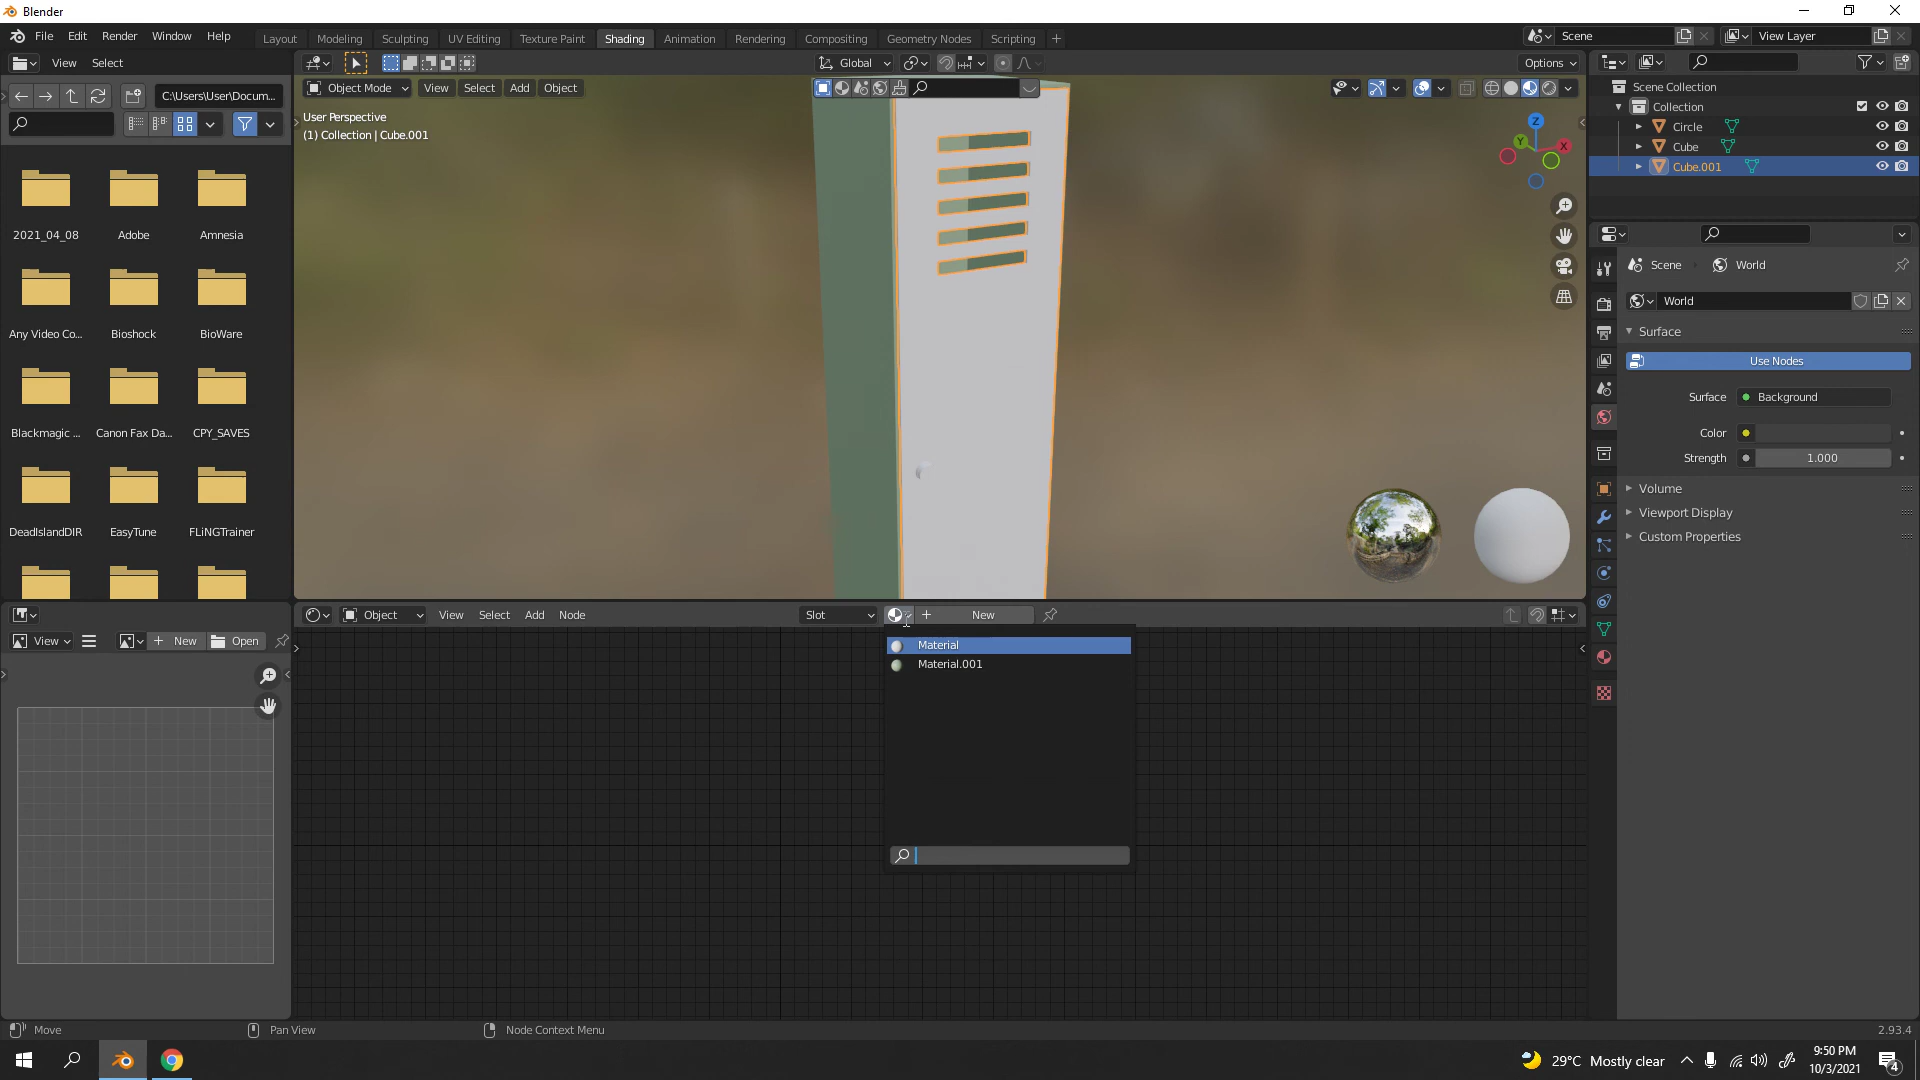 Blender
File Edit Render Window Help
Layout Modeling Sculpting UV Editing Texture Paint Shading Animation Rendering Compositing Geometry Nodes Scripting
Scene
View Layer
View Select
C:\Users\User\Docum...
Global
Options
Object Mode View Select Add Object
User Perspective
(1) Collection | Cube.001
Z
Y
X
2021_04_08 Adobe Amnesia
Any Video Co... Bioshock BioWare
Blackmagic ... Canon Fax Da... CPY_SAVES
DeadIslandDIR EasyTune FLiNGTrainer
Scene Collection
Collection
Circle
Cube
Cube.001
Scene World
World
Surface
Use Nodes
Surface Background
Color
Strength 1.000
Volume
Viewport Display
Custom Properties
Object View Select Add Node
Slot
New
View New Open
Material
Material.001
Move Pan View Node Context Menu
2.93.4
29°C Mostly clear
9:50 PM
10/3/2021
4